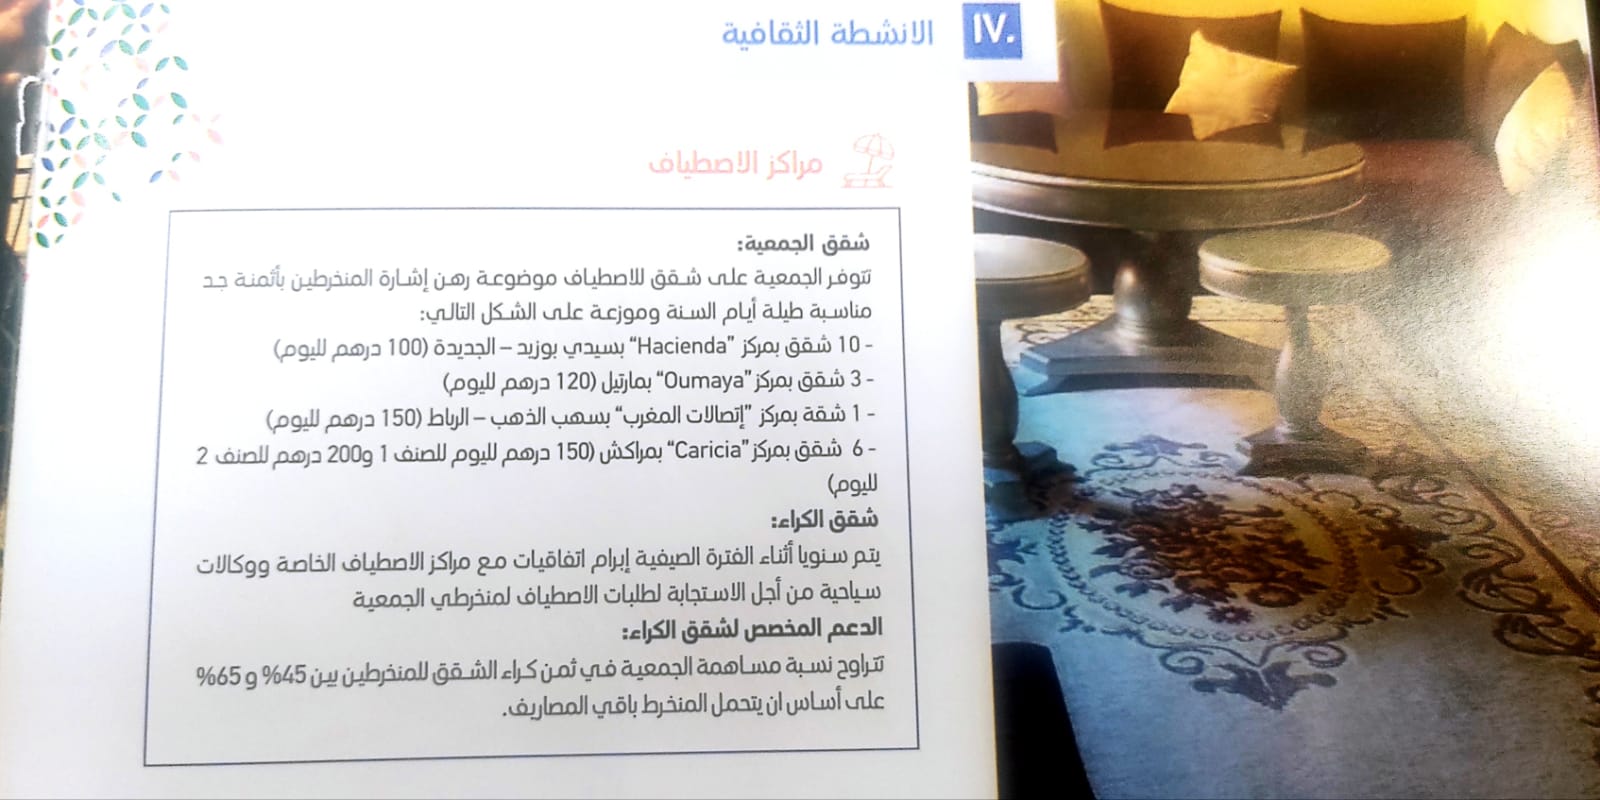 IV. الانشطة الثقافية
مراكز الاصطياف
شقق الجمعية:
تتوفر الجمعية على شقق للاصطياف موضوعة رهن إشارة المنخرطين بأثمنة جد
مناسبة طيلة أيام السنة وموزعة على الشكل التالي:
- 10 شقق بمركز "Hacienda" بسيدي بوزيد – الجديدة (100 درهم لليوم)
- 3 شقق بمركز "Oumaya" بمارتيل (120 درهم لليوم)
- 1 شقة بمركز "إتصالات المغرب" بسهب الذهب – الرباط (150 درهم لليوم)
- 6 شقق بمركز "Caricia" بمراكش (150 درهم لليوم للصنف 1 و200 درهم للصنف 2
لليوم)
شقق الكراء:
يتم سنويا أثناء الفترة الصيفية إبرام اتفاقيات مع مراكز الاصطياف الخاصة ووكالات
سياحية من أجل الاستجابة لطلبات الاصطياف لمنخرطي الجمعية
الدعم المخصص لشقق الكراء:
تتراوح نسبة مساهمة الجمعية في ثمن كراء الشقق للمنخرطين بين 45% و 65%
على أساس ان يتحمل المنخرط باقي المصاريف.